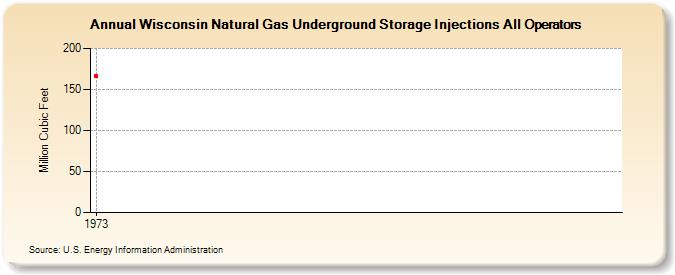 Annual Wisconsin Natural Gas Underground Storage Injections All Operators
200
150
100
50
0
Million Cubic Feet
1973
Source: U.S. Energy Information Administration